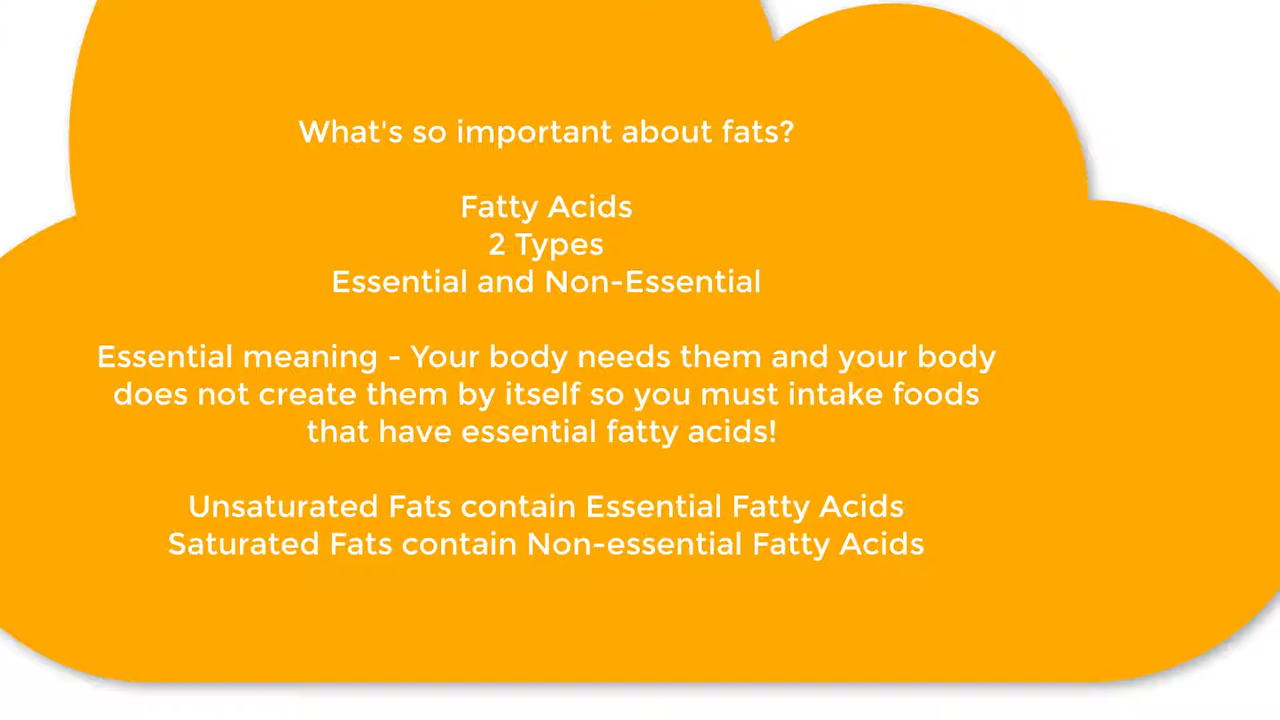 What's so important about fats?
Fatty Acids
2 Types
Essential and Non-Essential
Essential meaning - Your body needs them and your body
does not create them by itself so you must intake foods
that have essential fatty acids!
Unsaturated Fats contain Essential Fatty Acids
Saturated Fats contain Non-essential Fatty Acids